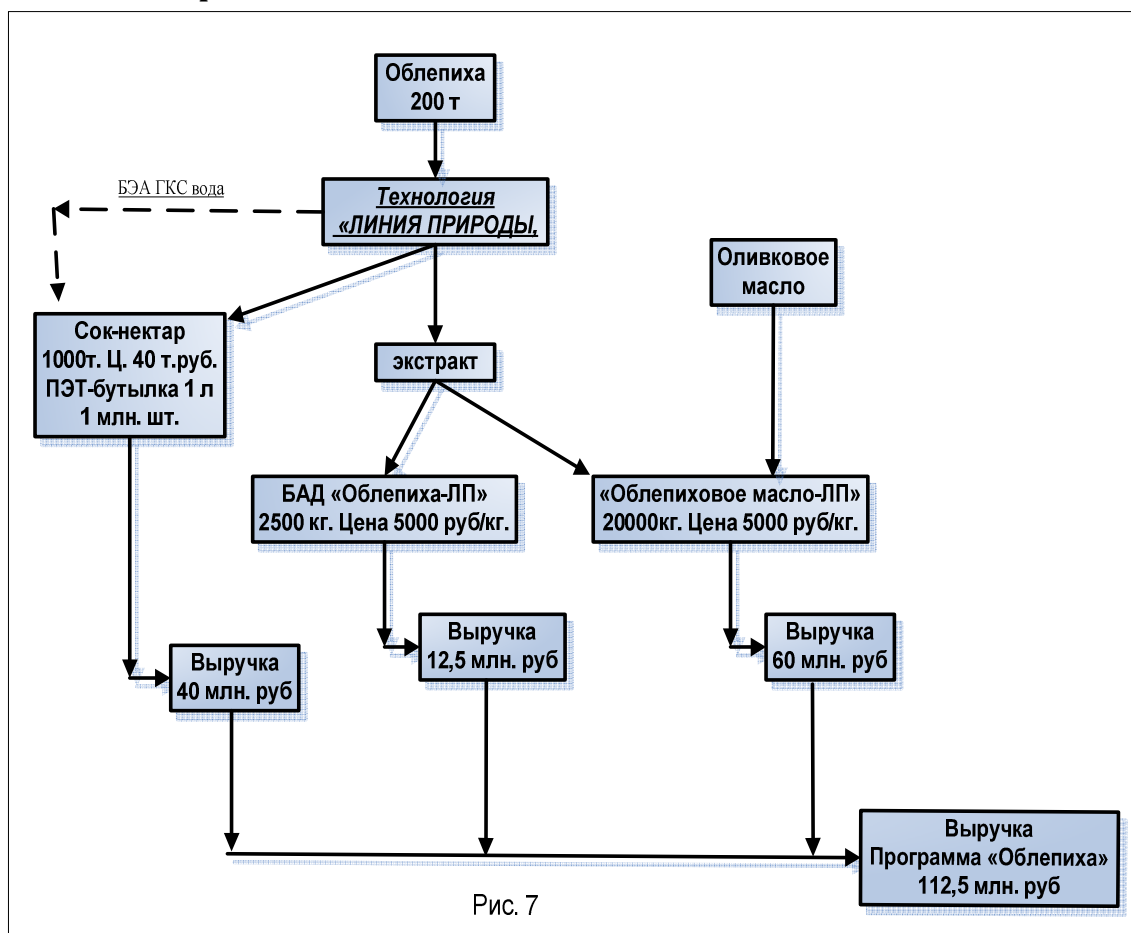 Облепиха
200 т
БЭА ГКС вода
Технология
«ЛИНИЯ ПРИРОДЫ,
Оливковое
масло
Сок-нектар
1000т. Ц. 40 т.руб.
ПЭТ-бутылка 1 л
1 млн. шт.
экстракт
БАД «Облепиха-ЛП»
2500 кг. Цена 5000 руб/кг.
«Облепиховое масло-ЛП»
20000кг. Цена 5000 руб/кг.
Выручка
40 млн. руб
Выручка
12,5 млн. руб
Выручка
60 млн. руб
Выручка
Программа «Облепиха»
112,5 млн. руб
Рис. 7